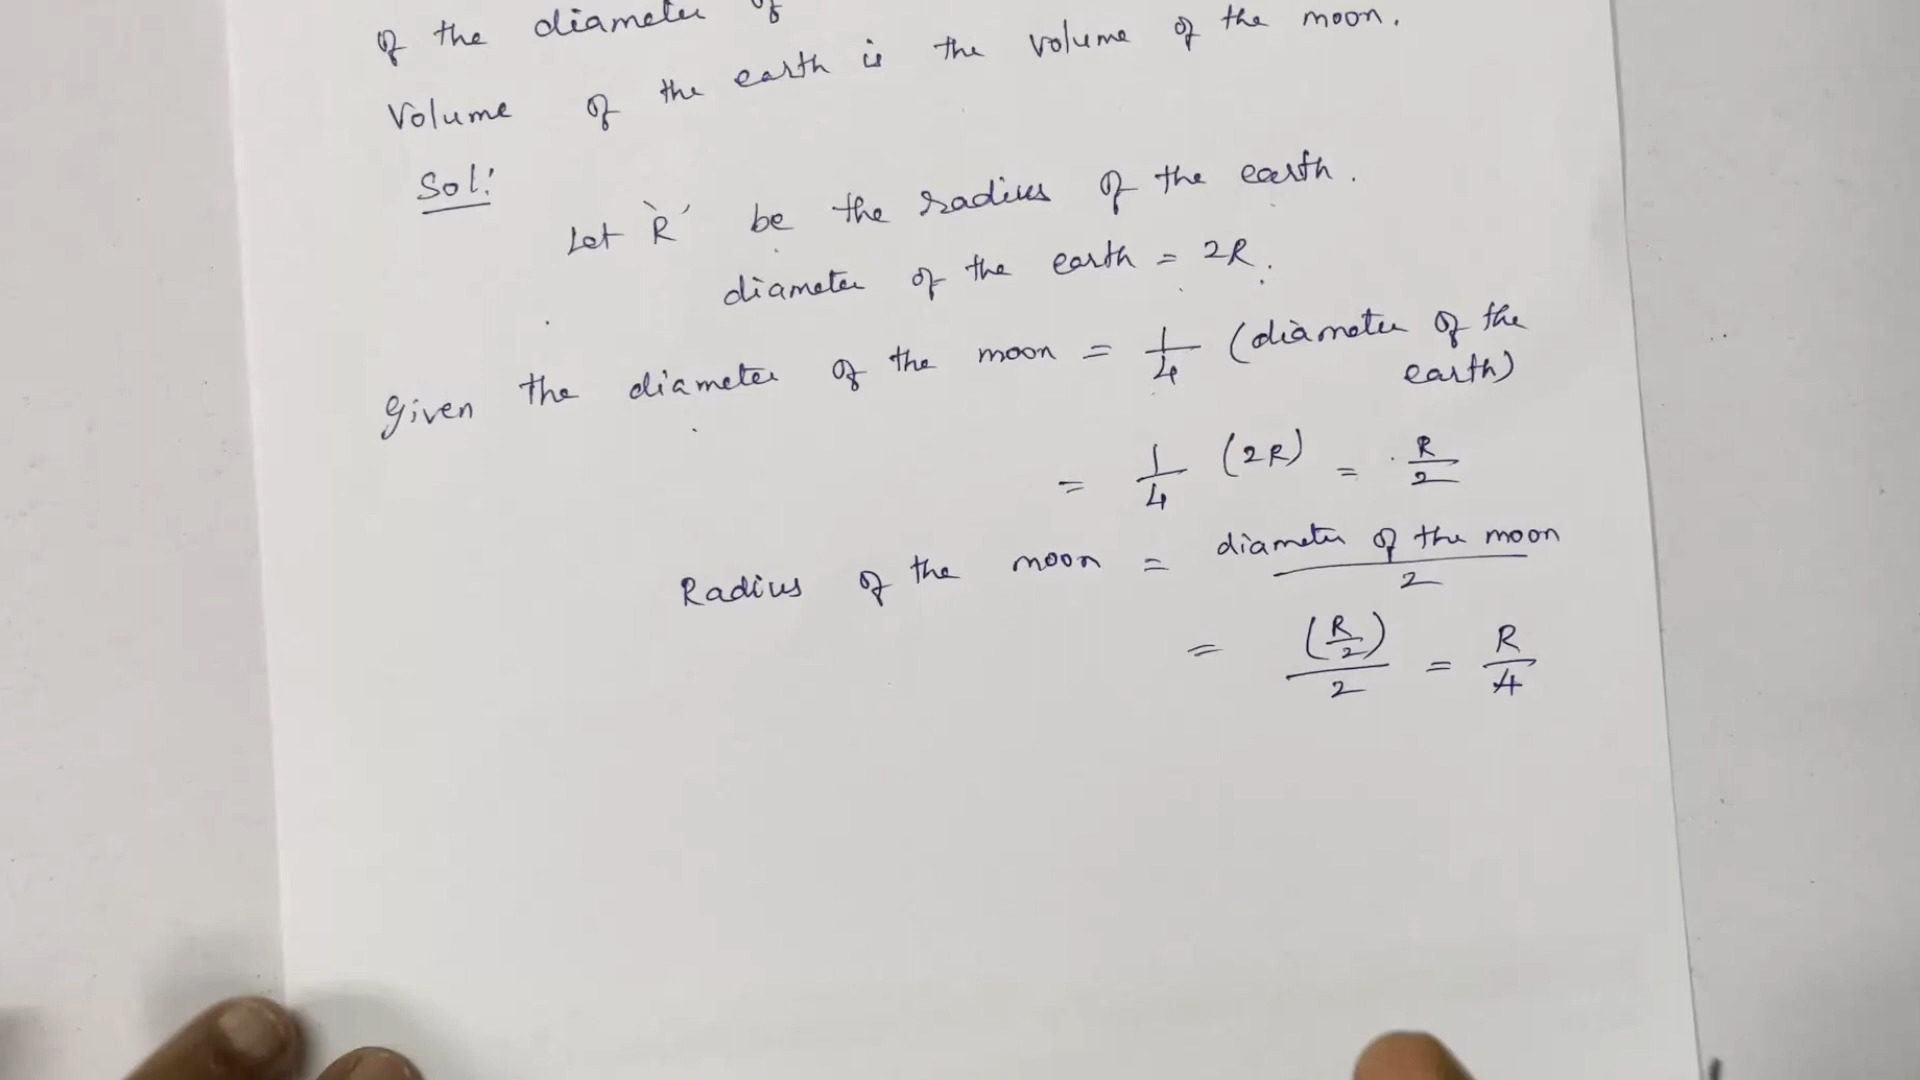 of the diameter of
Volume of the earth is the volume of the moon.
Sol:
Let `R´ be the radius of the earth.
diameter of the earth = 2R.
Given the diameter of the moon = 1/4 (diameter of the earth)
= 1/4 (2R) = R/2
Radius of the moon = diameter of the moon / 2
= (R/2)/2 = R/4